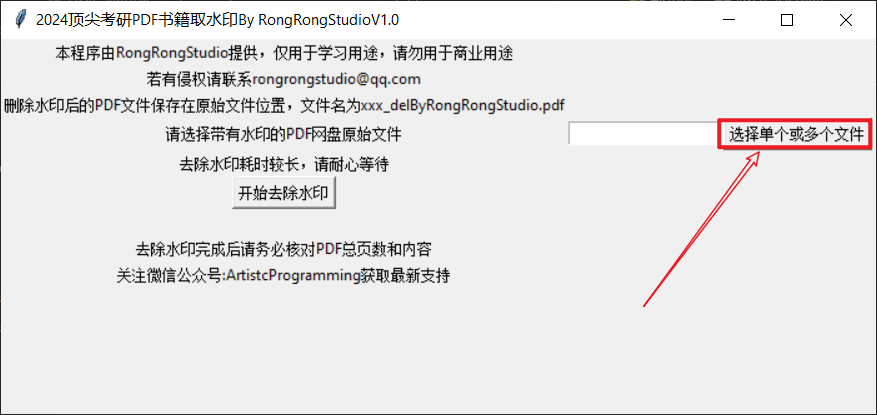 2024顶尖考研PDF书籍取水印By RongRongStudioV1.0
本程序由RongRongStudio提供，仅用于学习用途，请勿用于商业用途
若有侵权请联系rongrongstudio@qq.com
删除水印后的PDF文件保存在原始文件位置，文件名为xxx_delByRongRongStudio.pdf
请选择带有水印的PDF网盘原始文件
选择单个或多个文件
去除水印耗时较长，请耐心等待
开始去除水印
去除水印完成后请务必核对PDF总页数和内容
关注微信公众号:ArtistcProgramming获取最新支持